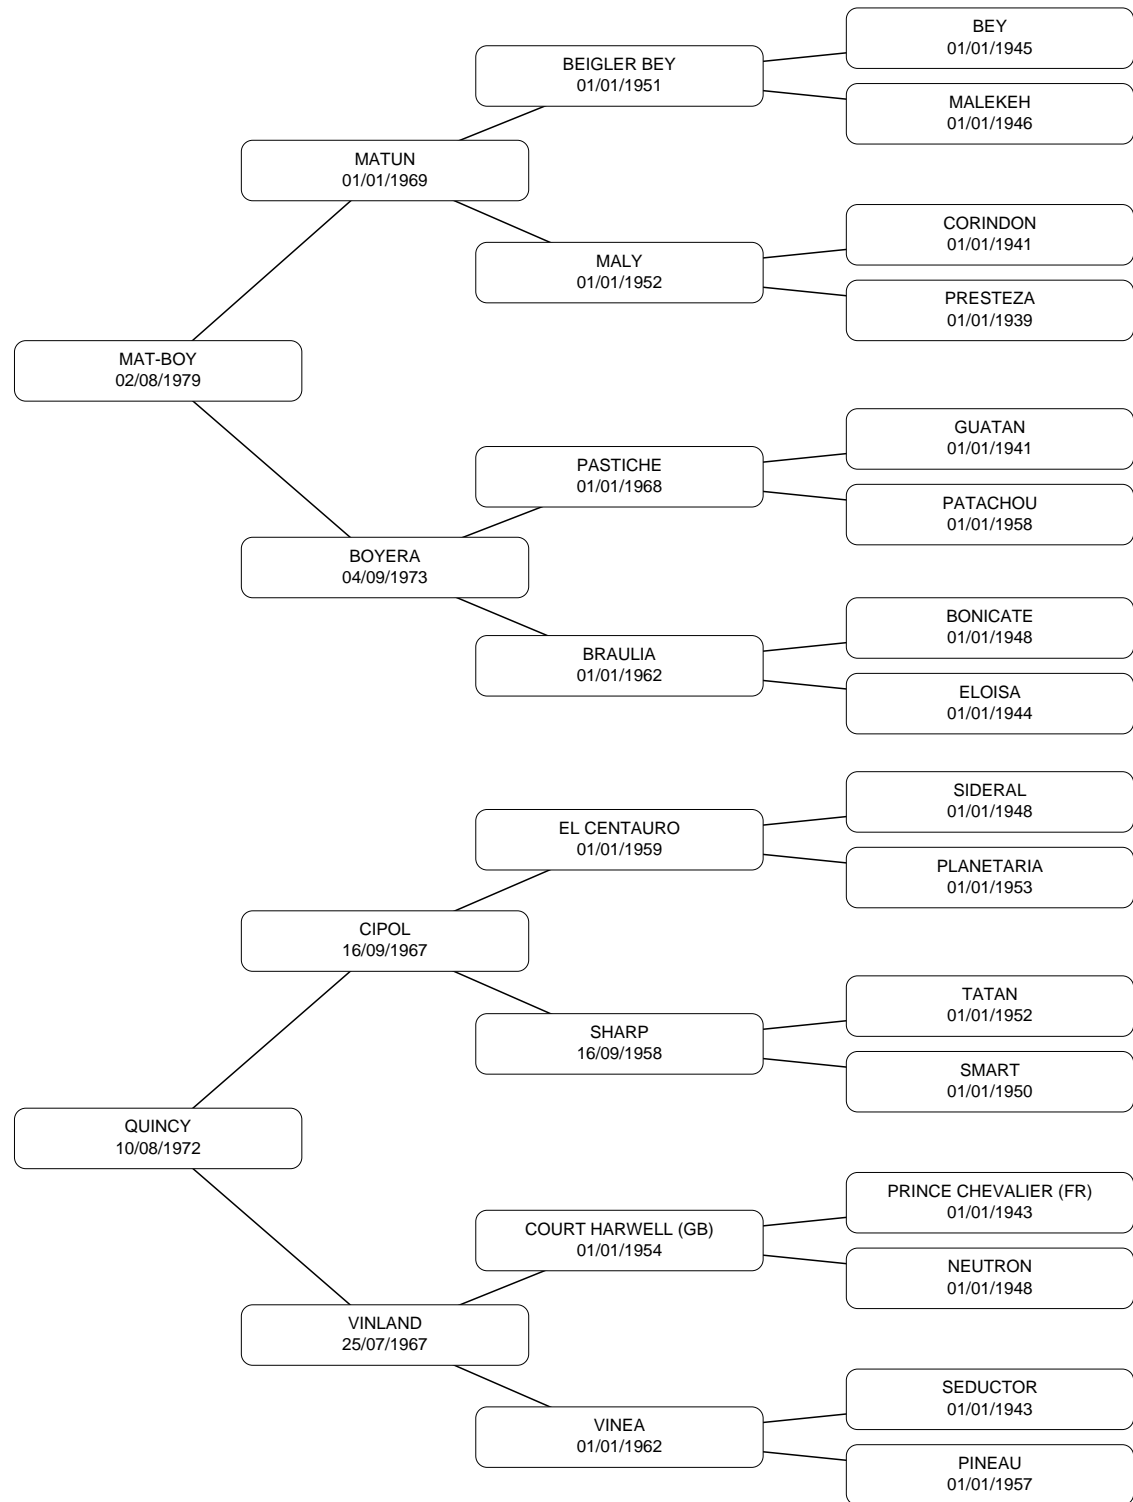 BEY
01/01/1945
BEIGLER BEY
01/01/1951
MALEKEH
01/01/1946
MATUN
01/01/1969
CORINDON
01/01/1941
MALY
01/01/1952
PRESTEZA
01/01/1939
MAT-BOY
02/08/1979
GUATAN
01/01/1941
PASTICHE
01/01/1968
PATACHOU
01/01/1958
BOYERA
04/09/1973
BONICATE
01/01/1948
BRAULIA
01/01/1962
ELOISA
01/01/1944
SIDERAL
01/01/1948
EL CENTAURO
01/01/1959
PLANETARIA
01/01/1953
CIPOL
16/09/1967
TATAN
01/01/1952
SHARP
16/09/1958
SMART
01/01/1950
QUINCY
10/08/1972
PRINCE CHEVALIER (FR)
01/01/1943
COURT HARWELL (GB)
01/01/1954
NEUTRON
01/01/1948
VINLAND
25/07/1967
SEDUCTOR
01/01/1943
VINEA
01/01/1962
PINEAU
01/01/1957